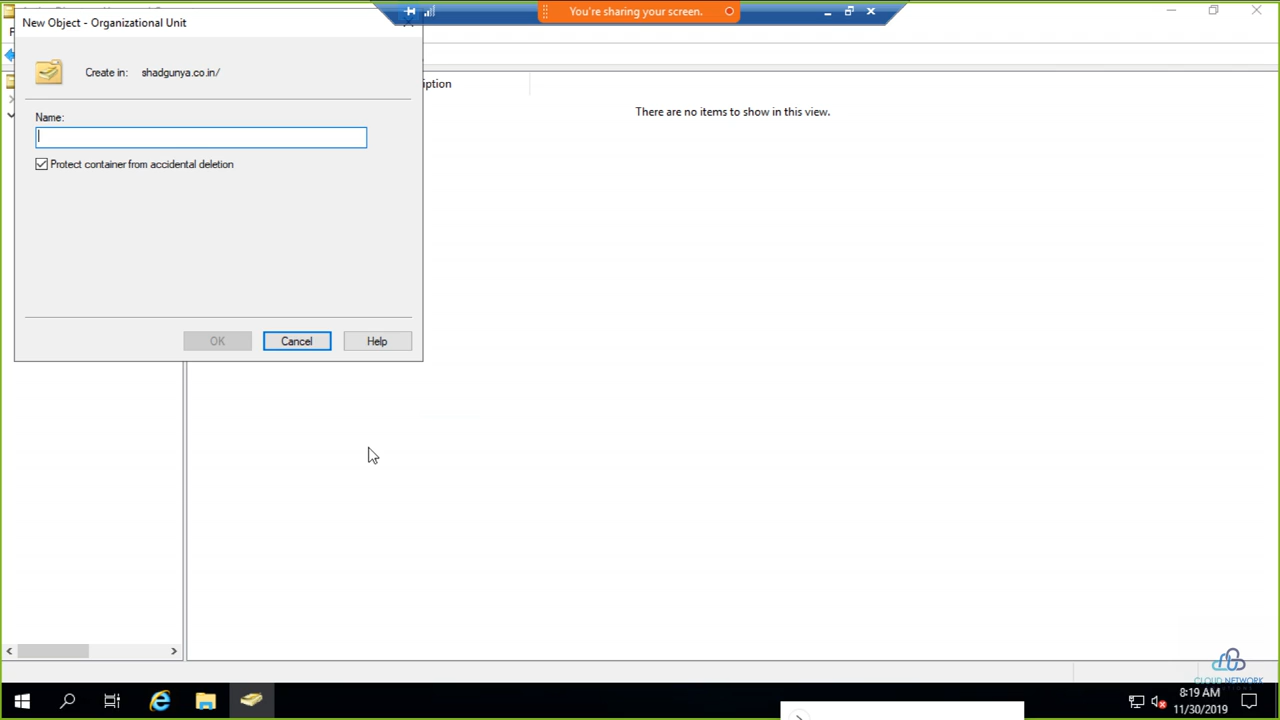 You're sharing your screen.
New Object - Organizational Unit
Create in: shadgunya.co.in/
iption
There are no items to show in this view.
Name:
Protect container from accidental deletion
OK
Cancel
Help
CLOUD NETWORK
8:19 AM
11/30/2019